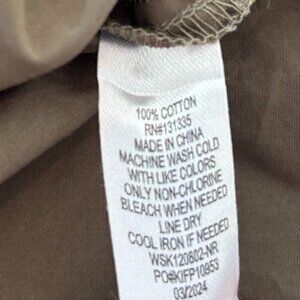 100% COTTON
RN#131335
MADE IN CHINA
MACHINE WASH COLD
WITH LIKE COLORS
ONLY NON-CHLORINE
BLEACH WHEN NEEDED
LINE DRY
COOL IRON IF NEEDED
WSK120802-NR
PO#KIFP10853
03/2024